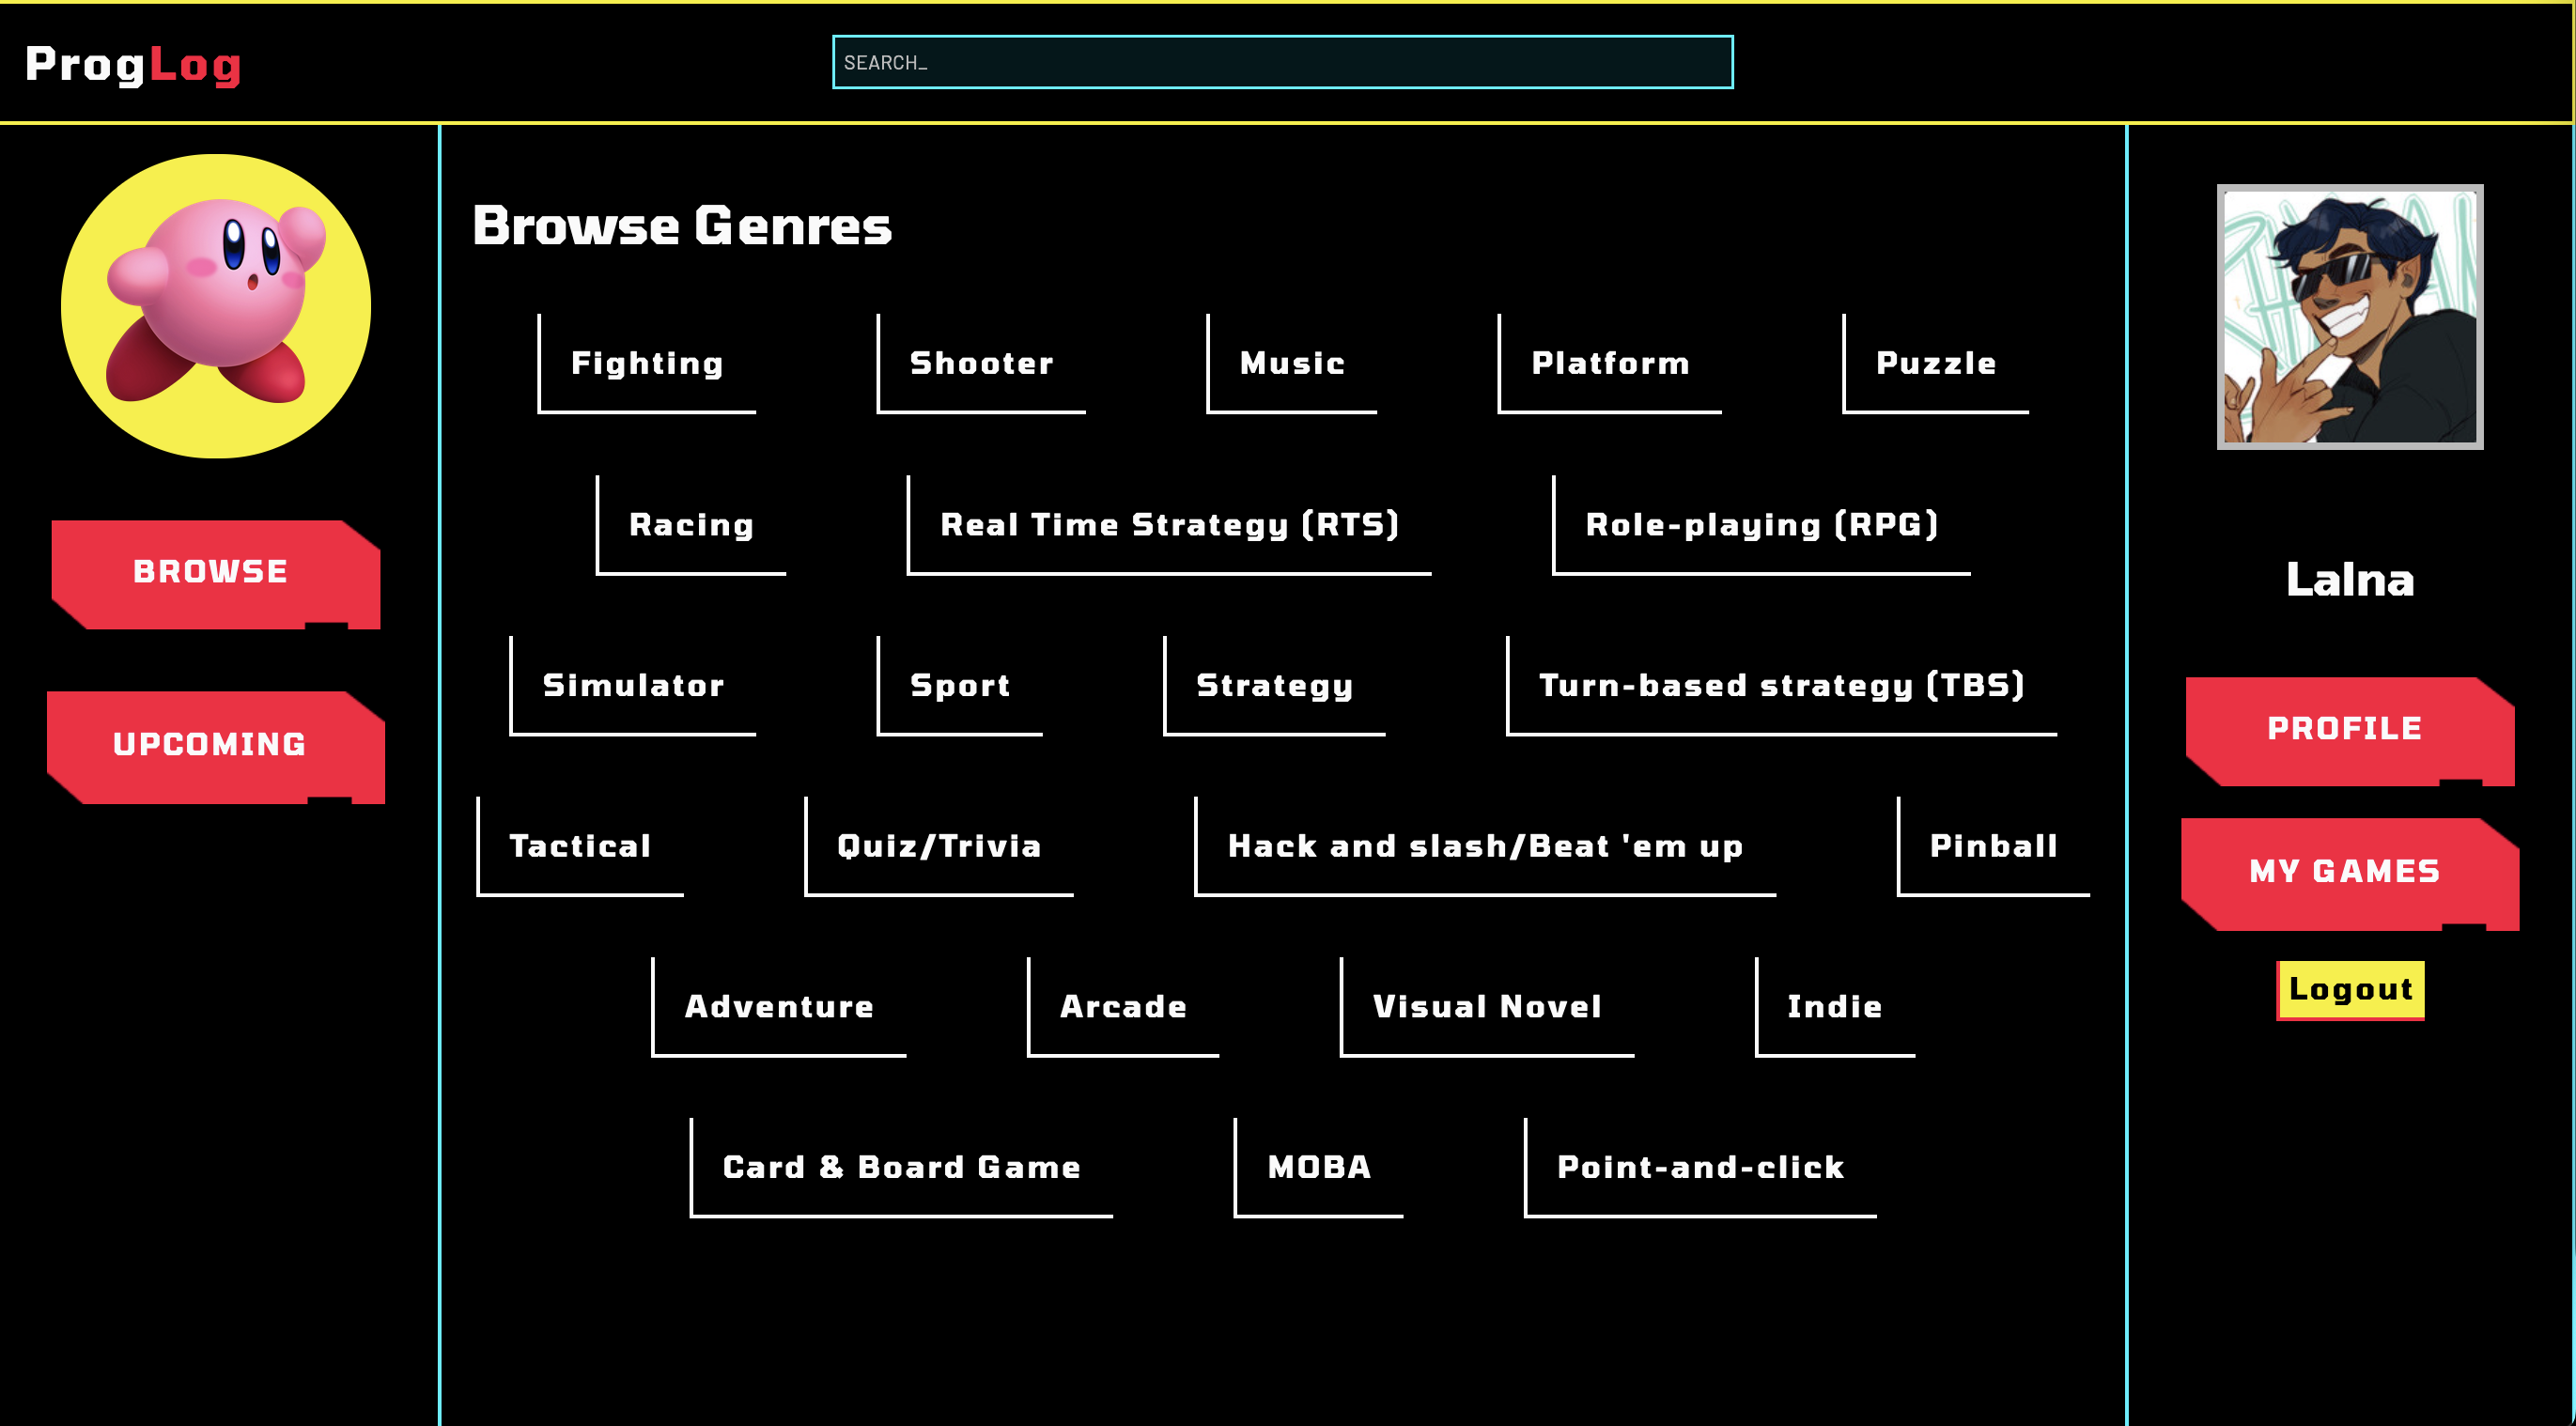 ProgLog
SEARCH_
BROWSE
UPCOMING
Browse Genres
Fighting
Shooter
Music
Platform
Puzzle
Racing
Real Time Strategy (RTS)
Role-playing (RPG)
Simulator
Sport
Strategy
Turn-based strategy (TBS)
Tactical
Quiz/Trivia
Hack and slash/Beat 'em up
Pinball
Adventure
Arcade
Visual Novel
Indie
Card & Board Game
MOBA
Point-and-click
Lalna
PROFILE
MY GAMES
Logout